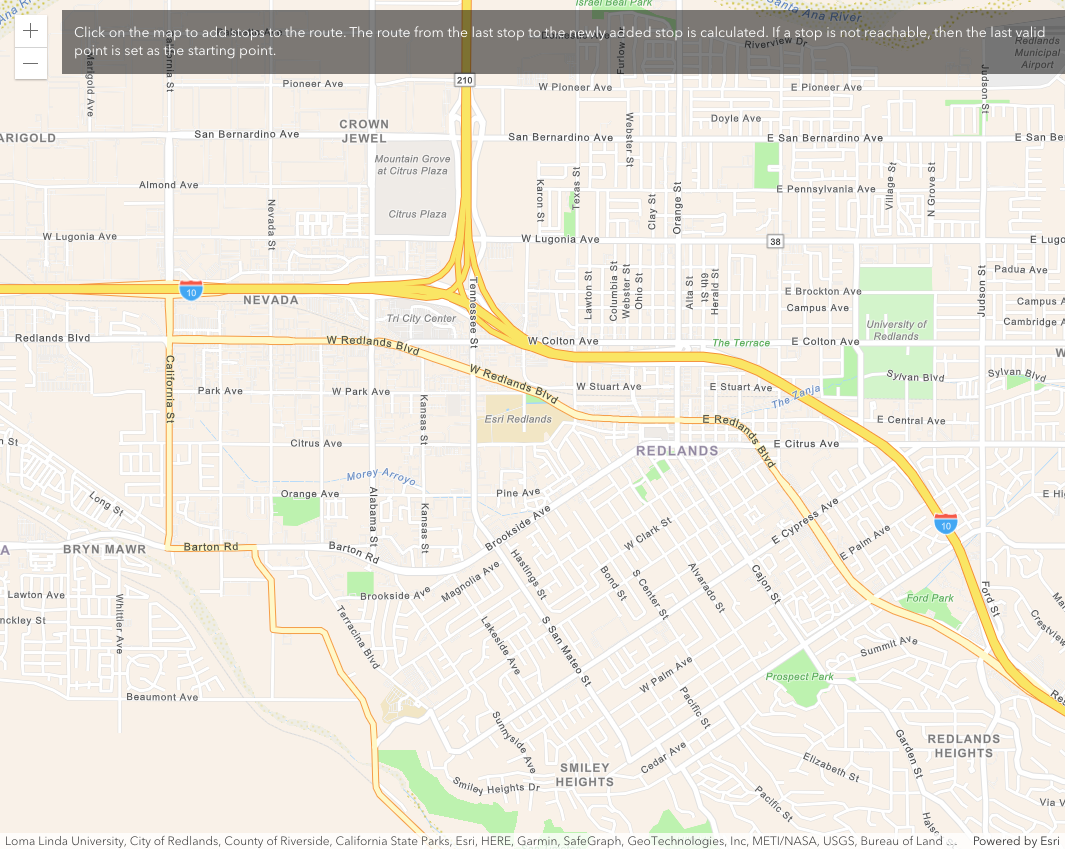 Israel Beal Park
Santa Ana River
Click on the map to add stops to the route. The route from the last stop to the newly added stop is calculated. If a stop is not reachable, then the last valid
point is set as the starting point.
Furlow
Riverview Dr
Redlands
Municipal
Airport
Marigold Ave
Judson St
210
Pioneer Ave
W Pioneer Ave
E Pioneer Ave
Doyle Ave
CROWN
JEWEL
ARIGOLD
San Bernardino Ave
San Bernardino Ave
E San Bernardino Ave
E San Be
Webster St
Mountain Grove
at Citrus Plaza
Almond Ave
Karon St
Texas St
Clay St
Orange St
E Pennsylvania Ave
Village St
N Grove St
Nevada St
Citrus Plaza
W Lugonia Ave
W Lugonia Ave
38
E Lugo
Padua Ave
Lawton St
Columbia St
Webster St
Ohio St
Alta St
6th St
Herald St
Judson St
10
E Brockton Ave
NEVADA
Tennessee St
Campus Ave
Campus A
Tri City Center
University of
Redlands
Cambridge A
Redlands Blvd
W Redlands Blvd
W Colton Ave
The Terrace
E Colton Ave
W
California St
W Redlands Blvd
Sylvan Blvd
Sylvan Blvd
Park Ave
W Park Ave
W Stuart Ave
E Stuart Ave
The Zanja
Kansas St
Esri Redlands
E Redlands Blvd
E Central Ave
n St
Citrus Ave
E Citrus Ave
REDLANDS
Morey Arroyo
Long St
Orange Ave
Alabama St
Kansas St
Pine Ave
E Hi
Brookside Ave
W Clark St
E Cypress Ave
10
A
BRYN MAWR
Barton Rd
Barton Rd
E Palm Ave
Lawton Ave
Brookside Ave
Magnolia Ave
Hastings St
Bond St
S Center St
Alvarado St
Cajon St
Ford Park
Ford St
nckley St
Whittier Ave
Terracina Blvd
Lakeside Ave
S San Mateo St
Crestview
Summit Ave
W Palm Ave
Prospect Park
Beaumont Ave
Pacific St
Sunnyside Ave
Garden St
REDLANDS
HEIGHTS
Cedar Ave
SMILEY
HEIGHTS
Elizabeth St
Smiley Heights Dr
Pacific St
Via V
Loma Linda University, City of Redlands, County of Riverside, California State Parks, Esri, HERE, Garmin, SafeGraph, GeoTechnologies, Inc, METI/NASA, USGS, Bureau of Land ...
Powered by Esri